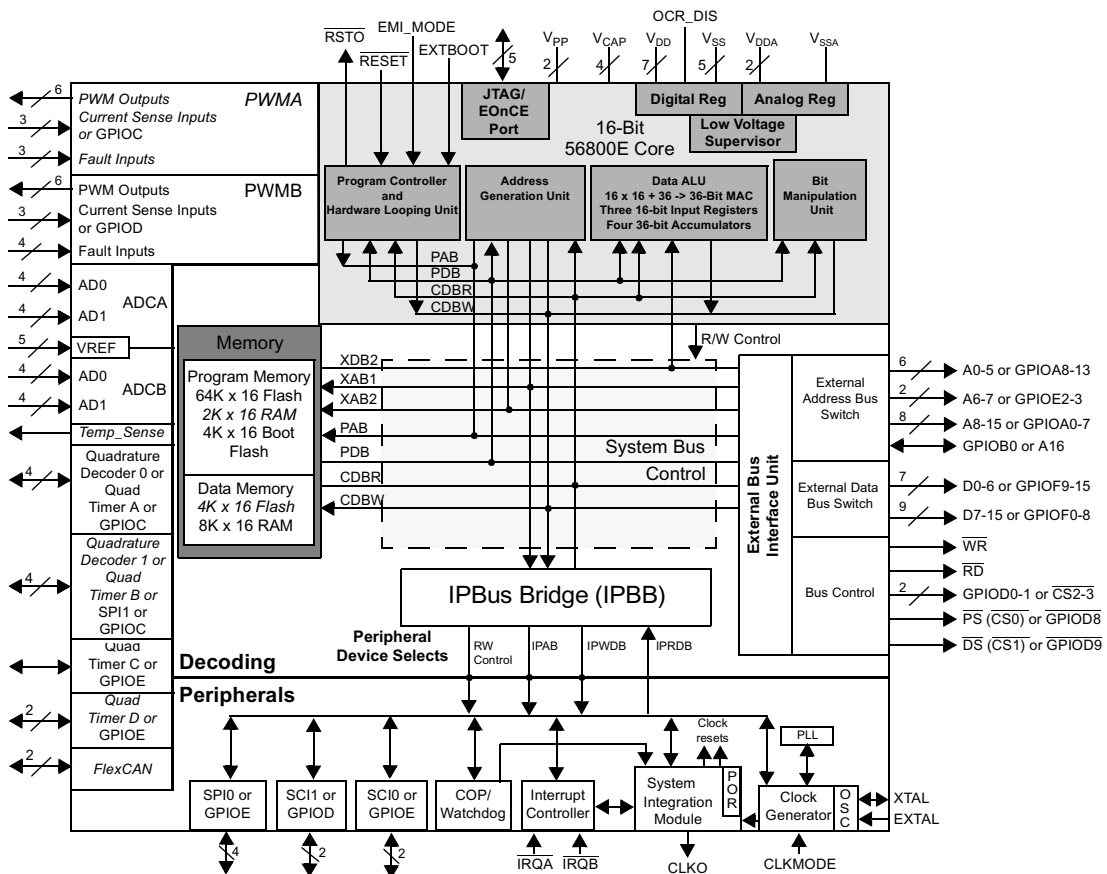 OCR_DIS
EMI_MODE
RSTO
EXTBOOT
RESET
5
VPP
2
VCAP
4
VDD
7
VSS
5
VDDA
2
VSSA
JTAG/
EOnCE
Port
Digital Reg
Analog Reg
Low Voltage
Supervisor
16-Bit
56800E Core
Program Controller
and
Hardware Looping Unit
Address
Generation Unit
Data ALU
16 x 16 + 36 -> 36-Bit MAC
Three 16-bit Input Registers
Four 36-bit Accumulators
Bit
Manipulation
Unit
PAB
PDB
CDBR
CDBW
R/W Control
6
PWM Outputs
PWMA
3
Current Sense Inputs
or GPIOC
3
Fault Inputs
6
PWM Outputs
PWMB
3
Current Sense Inputs
or GPIOD
4
Fault Inputs
4
AD0
ADCA
4
AD1
5
VREF
4
AD0
ADCB
4
AD1
Temp_Sense
4
Quadrature
Decoder 0 or
Quad
Timer A or
GPIOC
4
Quadrature
Decoder 1 or
Quad
Timer B or
SPI1 or
GPIOC
Quad
Timer C or
GPIOE
2
Quad
Timer D or
GPIOE
2
FlexCAN
Memory
Program Memory
64K x 16 Flash
2K x 16 RAM
4K x 16 Boot
Flash
Data Memory
4K x 16 Flash
8K x 16 RAM
XDB2
XAB1
XAB2
PAB
PDB
CDBR
CDBW
System Bus
Control
External Bus
Interface Unit
External
Address Bus
Switch
External Data
Bus Switch
Bus Control
6
A0-5 or GPIOA8-13
2
A6-7 or GPIOE2-3
8
A8-15 or GPIOA0-7
GPIOB0 or A16
7
D0-6 or GPIOF9-15
9
D7-15 or GPIOF0-8
WR
RD
2
GPIOD0-1 or CS2-3
PS (CS0) or GPIOD8
DS (CS1) or GPIOD9
IPBus Bridge (IPBB)
Peripheral
Device Selects
RW
Control
IPAB
IPWDB
IPRDB
Decoding
Peripherals
Clock
resets
PLL
SPI0 or
GPIOE
SCI1 or
GPIOD
SCI0 or
GPIOE
COP/
Watchdog
Interrupt
Controller
System
Integration
Module
POR
Clock
Generator
OSC
XTAL
EXTAL
4
2
2
IRQA
IRQB
CLKO
CLKMODE